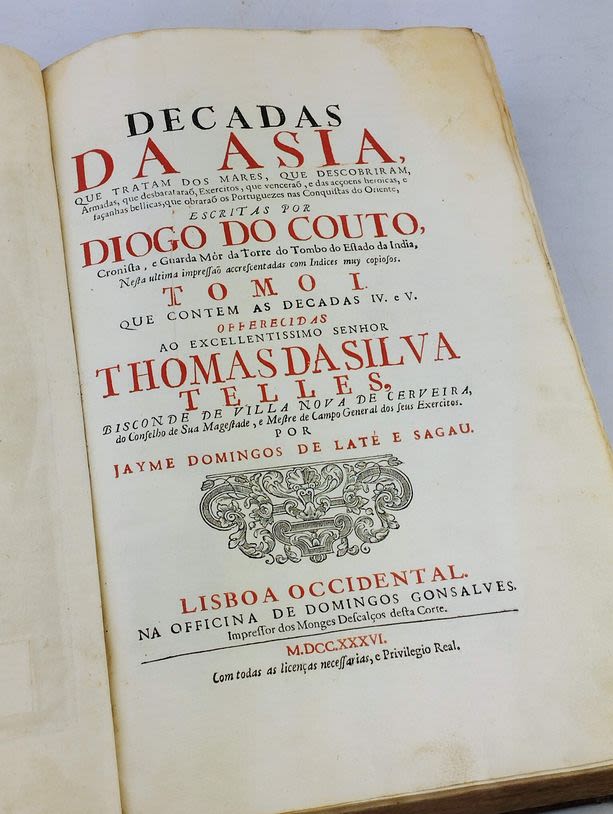 DECADAS
DA ASIA,
QUE TRATAM DOS MARES, QUE DESCOBRIRAM,
Armadas, que desbaratáraõ, Exercitos, que venceraõ, e das acçoens heroicas, e
façanhas bellicas, que obraraõ os Portuguezes nas Conquistas do Oriente,
ESCRITAS POR
DIOGO DO COUTO,
Cronista, e Guarda Mòr da Torre do Tombo do Estado da India,
Nesta ultima impressaõ accrescentadas com Indices muy copiosos.
TOMO I.
QUE CONTEM AS DECADAS IV. e V.
OFFERECIDAS
AO EXCELLENTISSIMO SENHOR
THOMAS DA SILVA
TELLES,
BISCONDE DE VILLA NOVA DE CERVEIRA,
do Conselho de Sua Magestade, e Mestre de Campo General dos seus Exercitos.
POR
JAYME DOMINGOS DE LATÉ E SAGAU.
LISBOA OCCIDENTAL.
NA OFFICINA DE DOMINGOS GONSALVES.
Impressor dos Monges Descalços desta Corte.
M.DCC.XXXVI.
Com todas as licenças necessarias, e Privilegio Real.